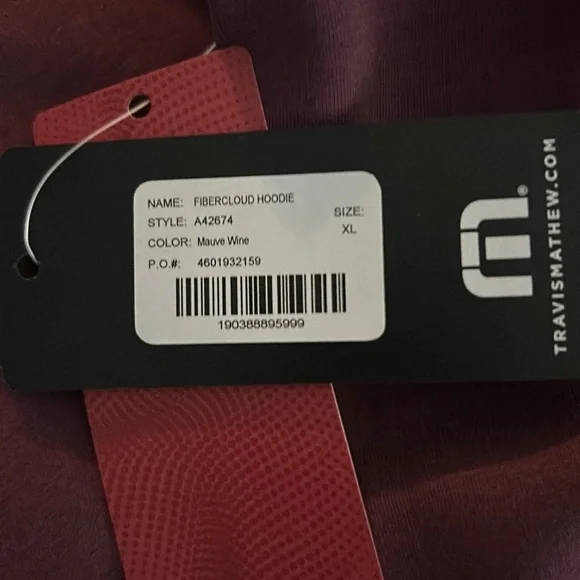 NAME: FIBERCLOUD HOODIE
STYLE: A42674
COLOR: Mauve Wine
P.O.#: 4601932159
SIZE:
XL
190388895999
®
TRAVISMATHEW.COM